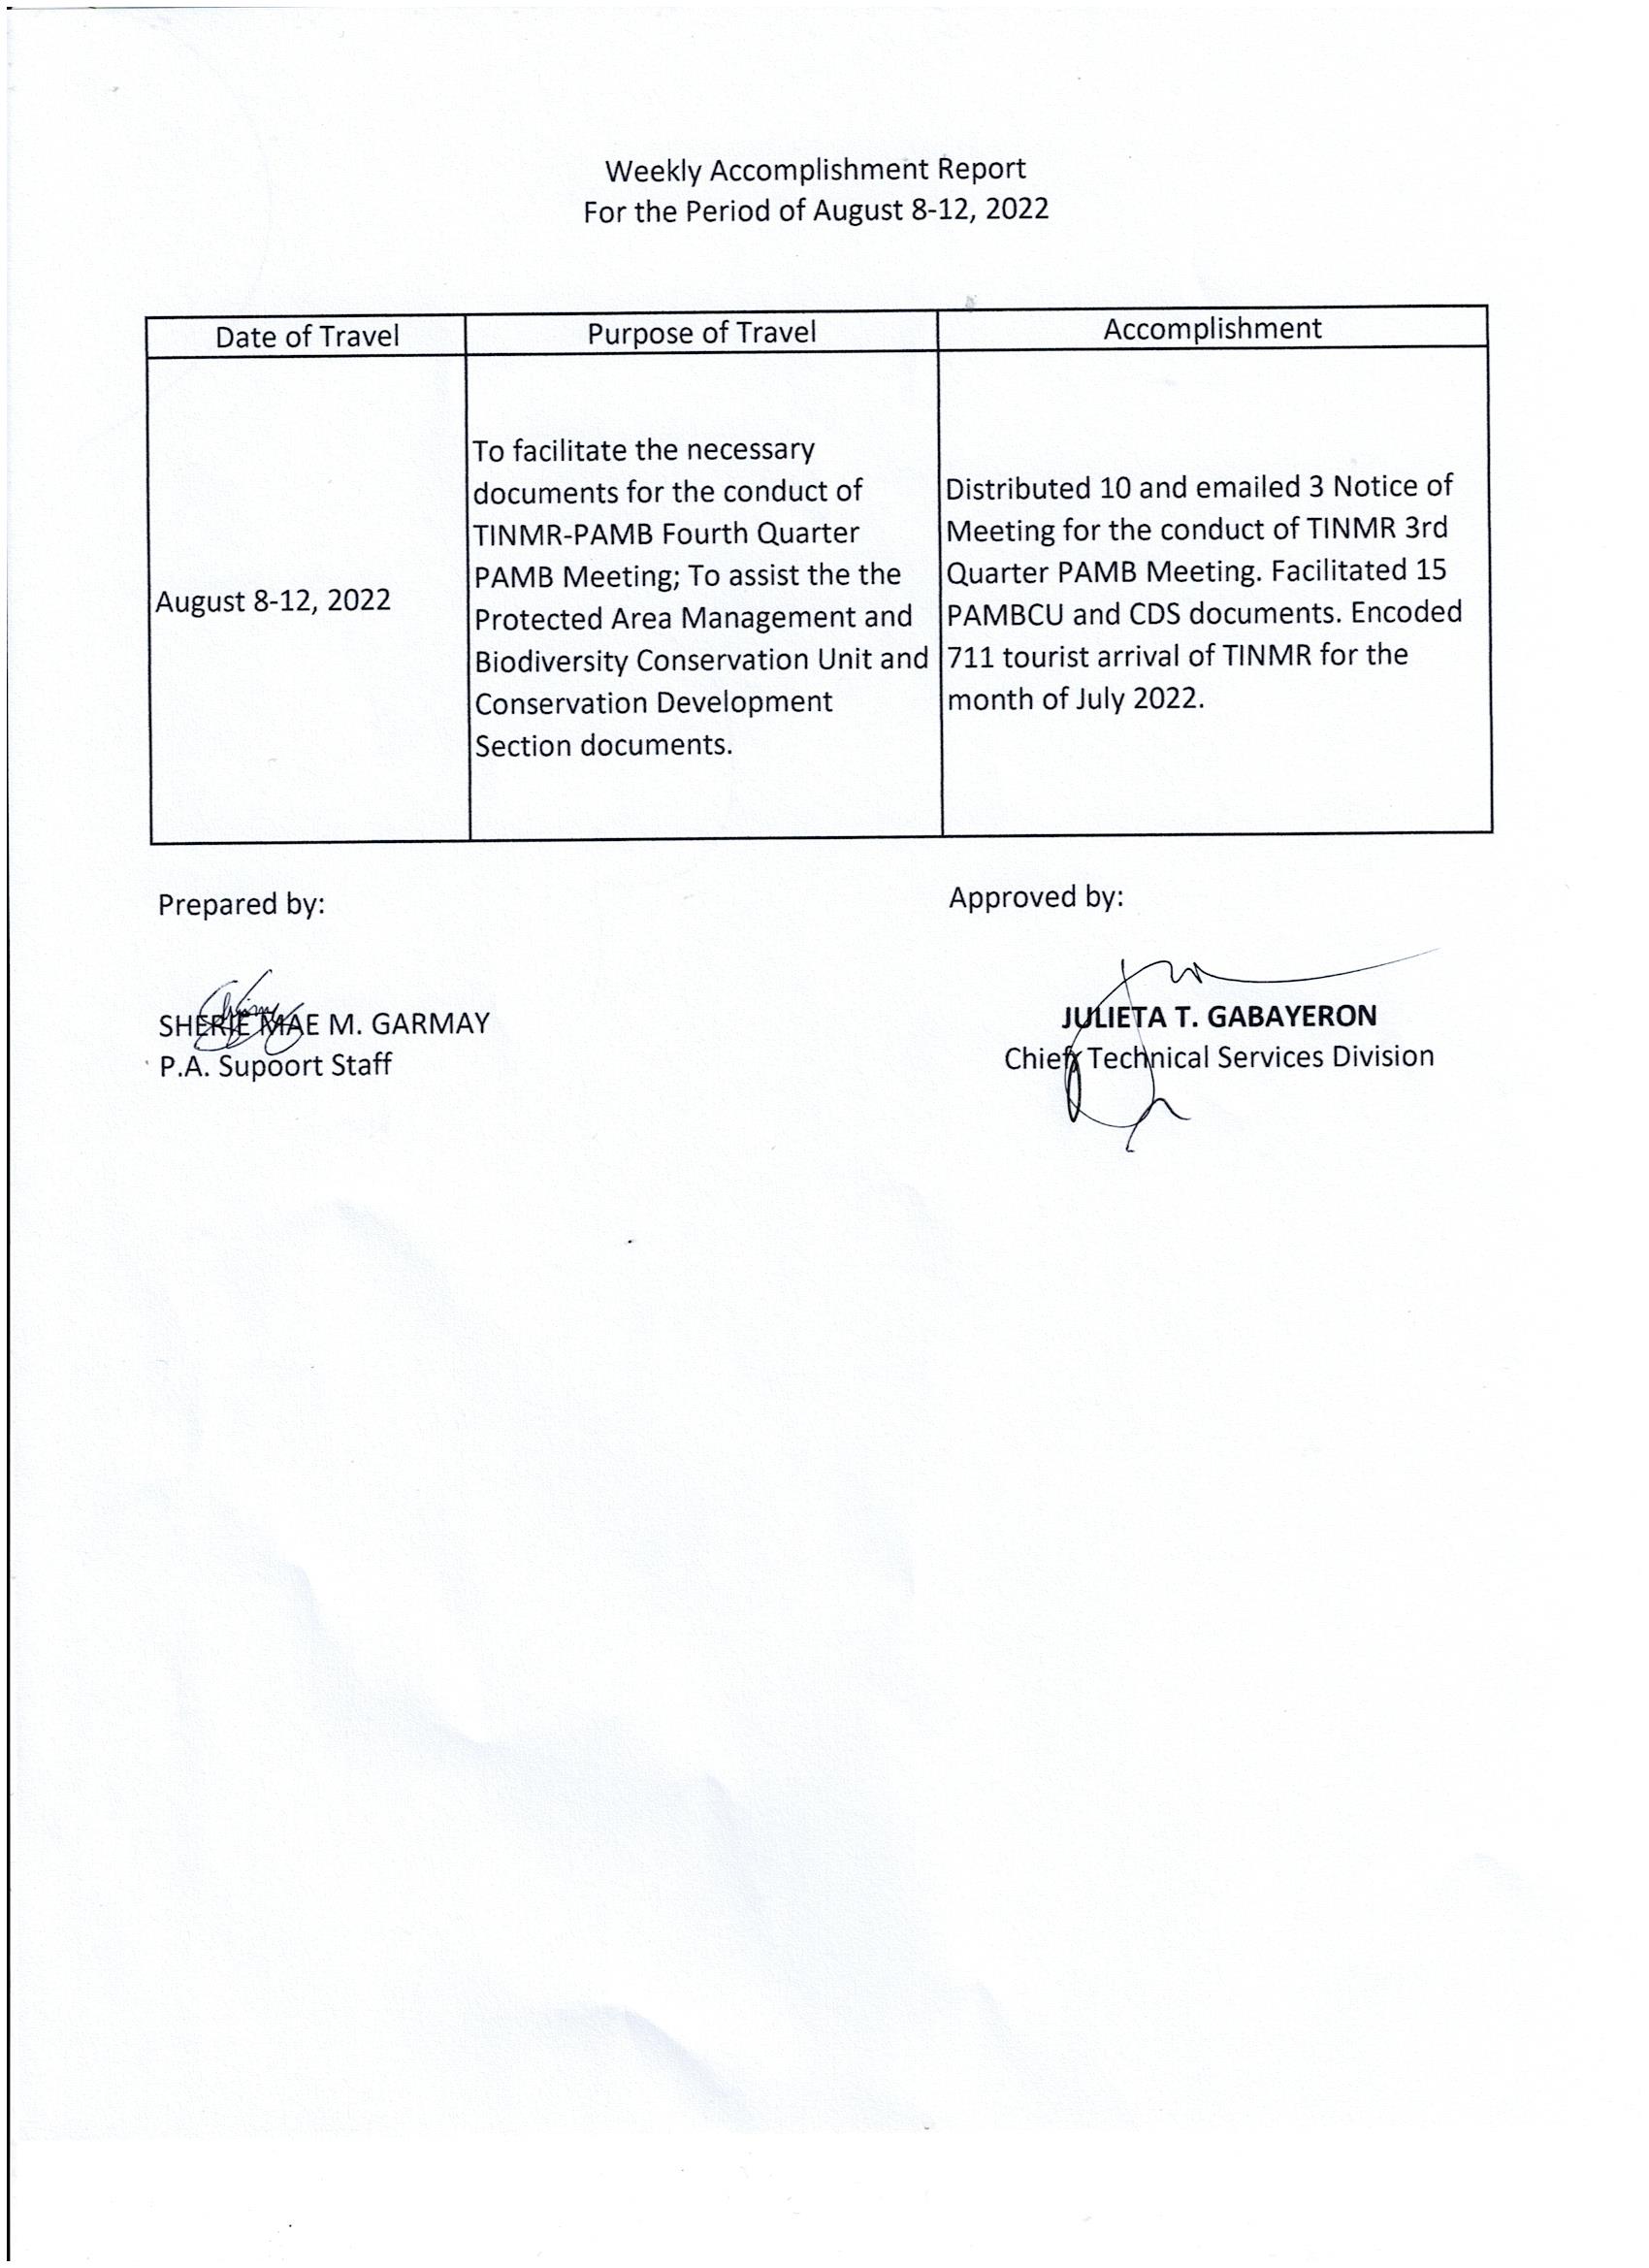 Weekly Accomplishment Report
For the Period of August 8-12, 2022
Date of Travel
Purpose of Travel
Accomplishment
August 8-12, 2022
To facilitate the necessary
documents for the conduct of
TINMR-PAMB Fourth Quarter
PAMB Meeting; To assist the the
Protected Area Management and
Biodiversity Conservation Unit and
Conservation Development
Section documents.
Distributed 10 and emailed 3 Notice of
Meeting for the conduct of TINMR 3rd
Quarter PAMB Meeting. Facilitated 15
PAMBCU and CDS documents. Encoded
711 tourist arrival of TINMR for the
month of July 2022.
Prepared by:
SHERIE MAE M. GARMAY
P.A. Supoort Staff
Approved by:
JULIETA T. GABAYERON
Chief, Technical Services Division